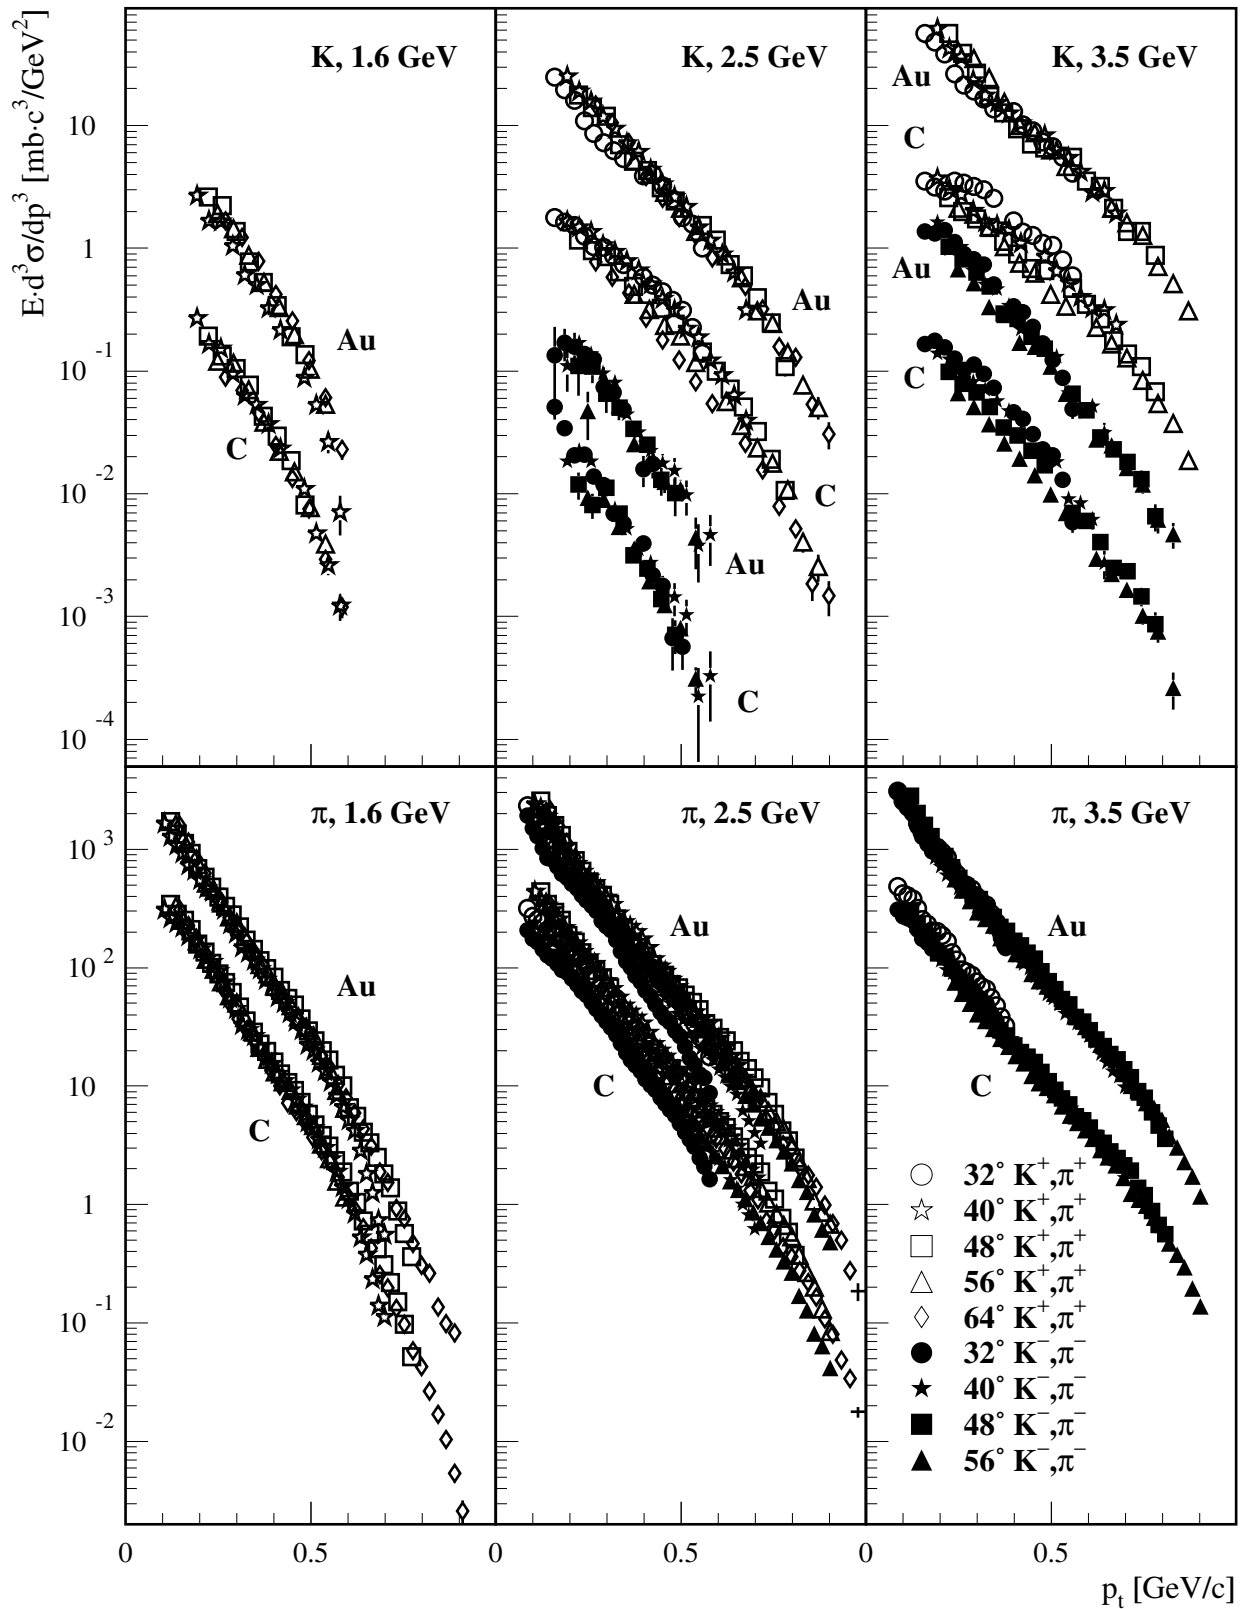 E·d³σ/dp³ [mb·c³/GeV²]
K, 1.6 GeV
K, 2.5 GeV
K, 3.5 GeV
10
1
10⁻¹
10⁻²
10⁻³
10⁻⁴
Au
C
Au
C
Au
C
Au
C
Au
C
π, 1.6 GeV
π, 2.5 GeV
π, 3.5 GeV
10³
10²
10
1
10⁻¹
10⁻²
Au
C
Au
C
Au
C
32° K⁺,π⁺
40° K⁺,π⁺
48° K⁺,π⁺
56° K⁺,π⁺
64° K⁺,π⁺
32° K⁻,π⁻
40° K⁻,π⁻
48° K⁻,π⁻
56° K⁻,π⁻
0 0.5 0 0.5 0 0.5
pₜ [GeV/c]